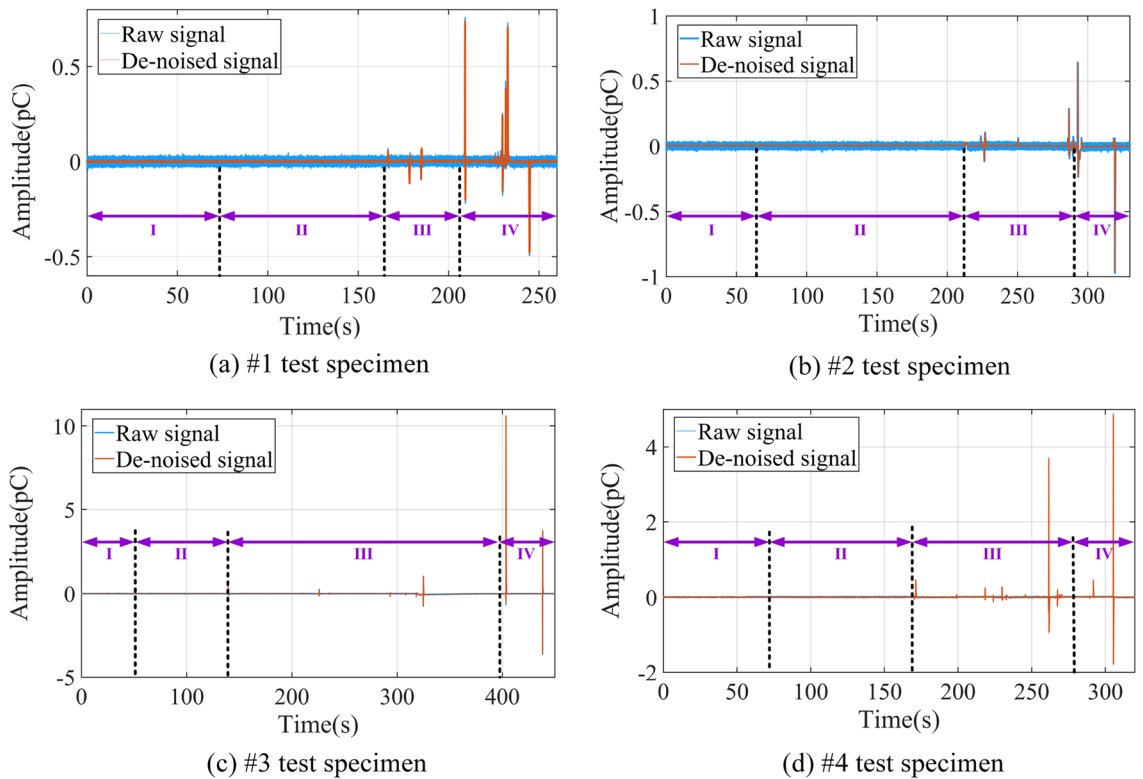 Raw signal
De-noised signal
Amplitude(pC)
0.5
0
-0.5
I
II
III
IV
0
50
100
150
200
250
Time(s)
(a) #1 test specimen
Raw signal
De-noised signal
Amplitude(pC)
1
0.5
0
-0.5
-1
I
II
III
IV
0
50
100
150
200
250
300
Time(s)
(b) #2 test specimen
Raw signal
De-noised signal
Amplitude(pC)
10
5
0
-5
I
II
III
IV
0
100
200
300
400
Time(s)
(c) #3 test specimen
Raw signal
De-noised signal
Amplitude(pC)
4
2
0
-2
I
II
III
IV
0
50
100
150
200
250
300
Time(s)
(d) #4 test specimen